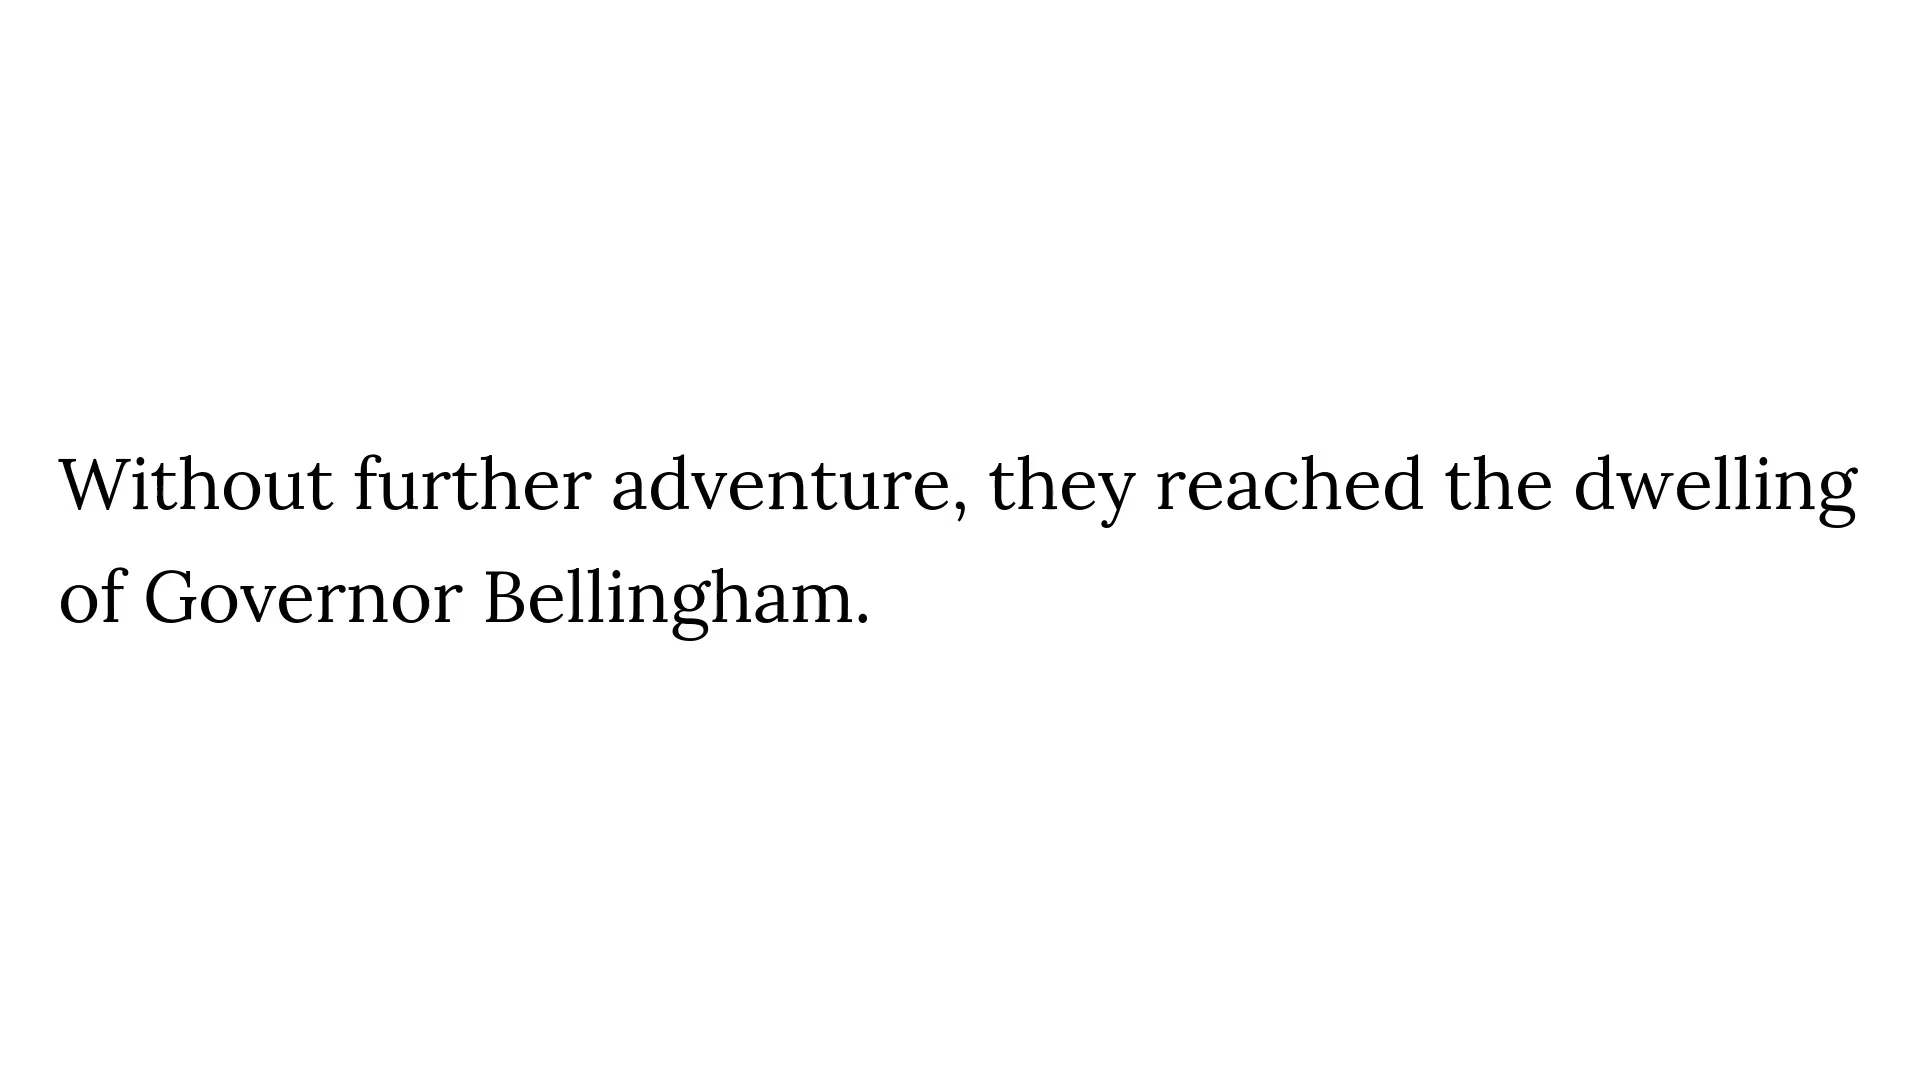 Without further adventure, they reached the dwelling
of Governor Bellingham.